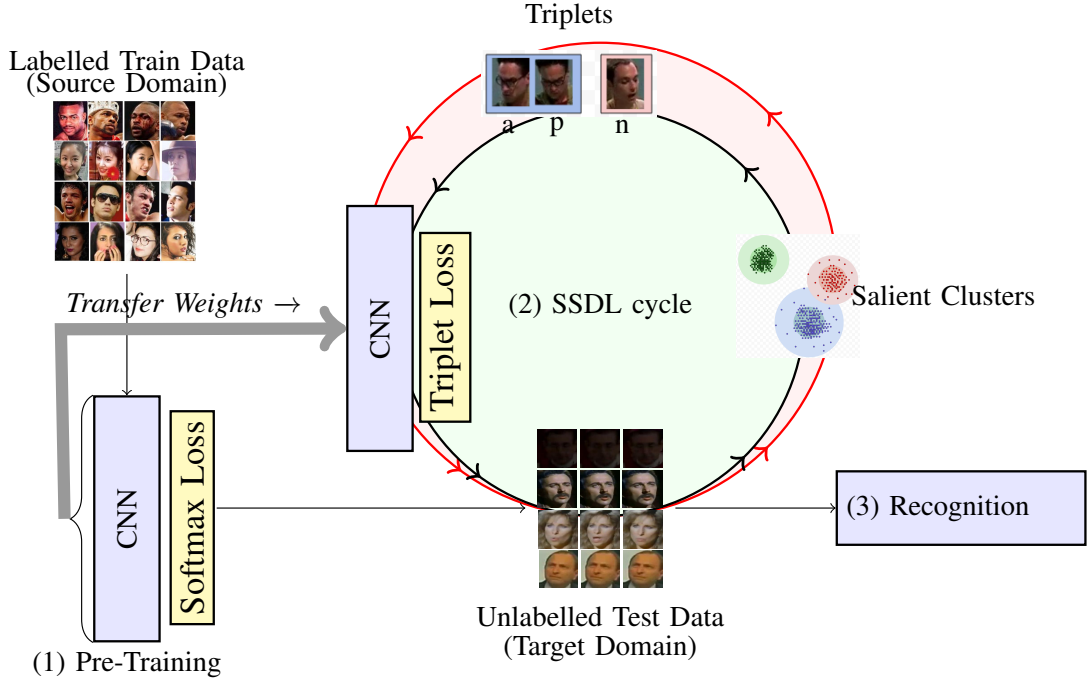 Triplets
Labelled Train Data
(Source Domain)
a
p
n
Transfer Weights →
CNN
Triplet Loss
(2) SSDL cycle
Salient Clusters
CNN
Softmax Loss
(3) Recognition
Unlabelled Test Data
(Target Domain)
(1) Pre-Training